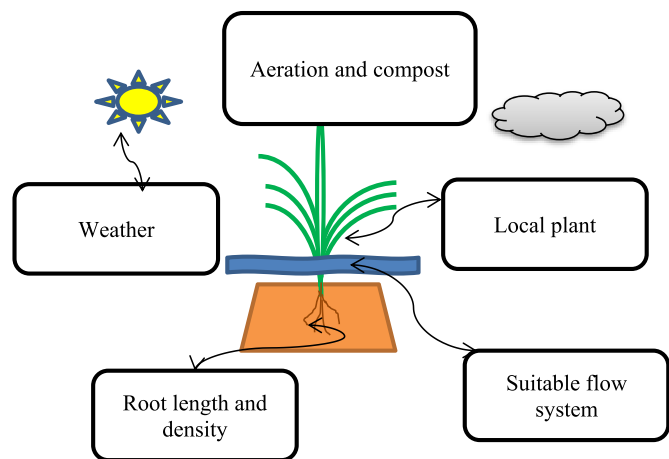 Aeration and compost
Weather
Local plant
Root length and
density
Suitable flow
system